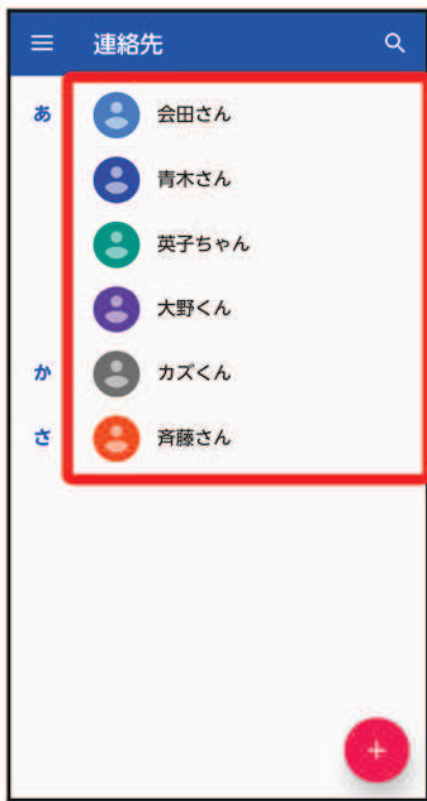 連絡先
あ
会田さん
青木さん
英子ちゃん
大野くん
か
カズくん
さ
斉藤さん